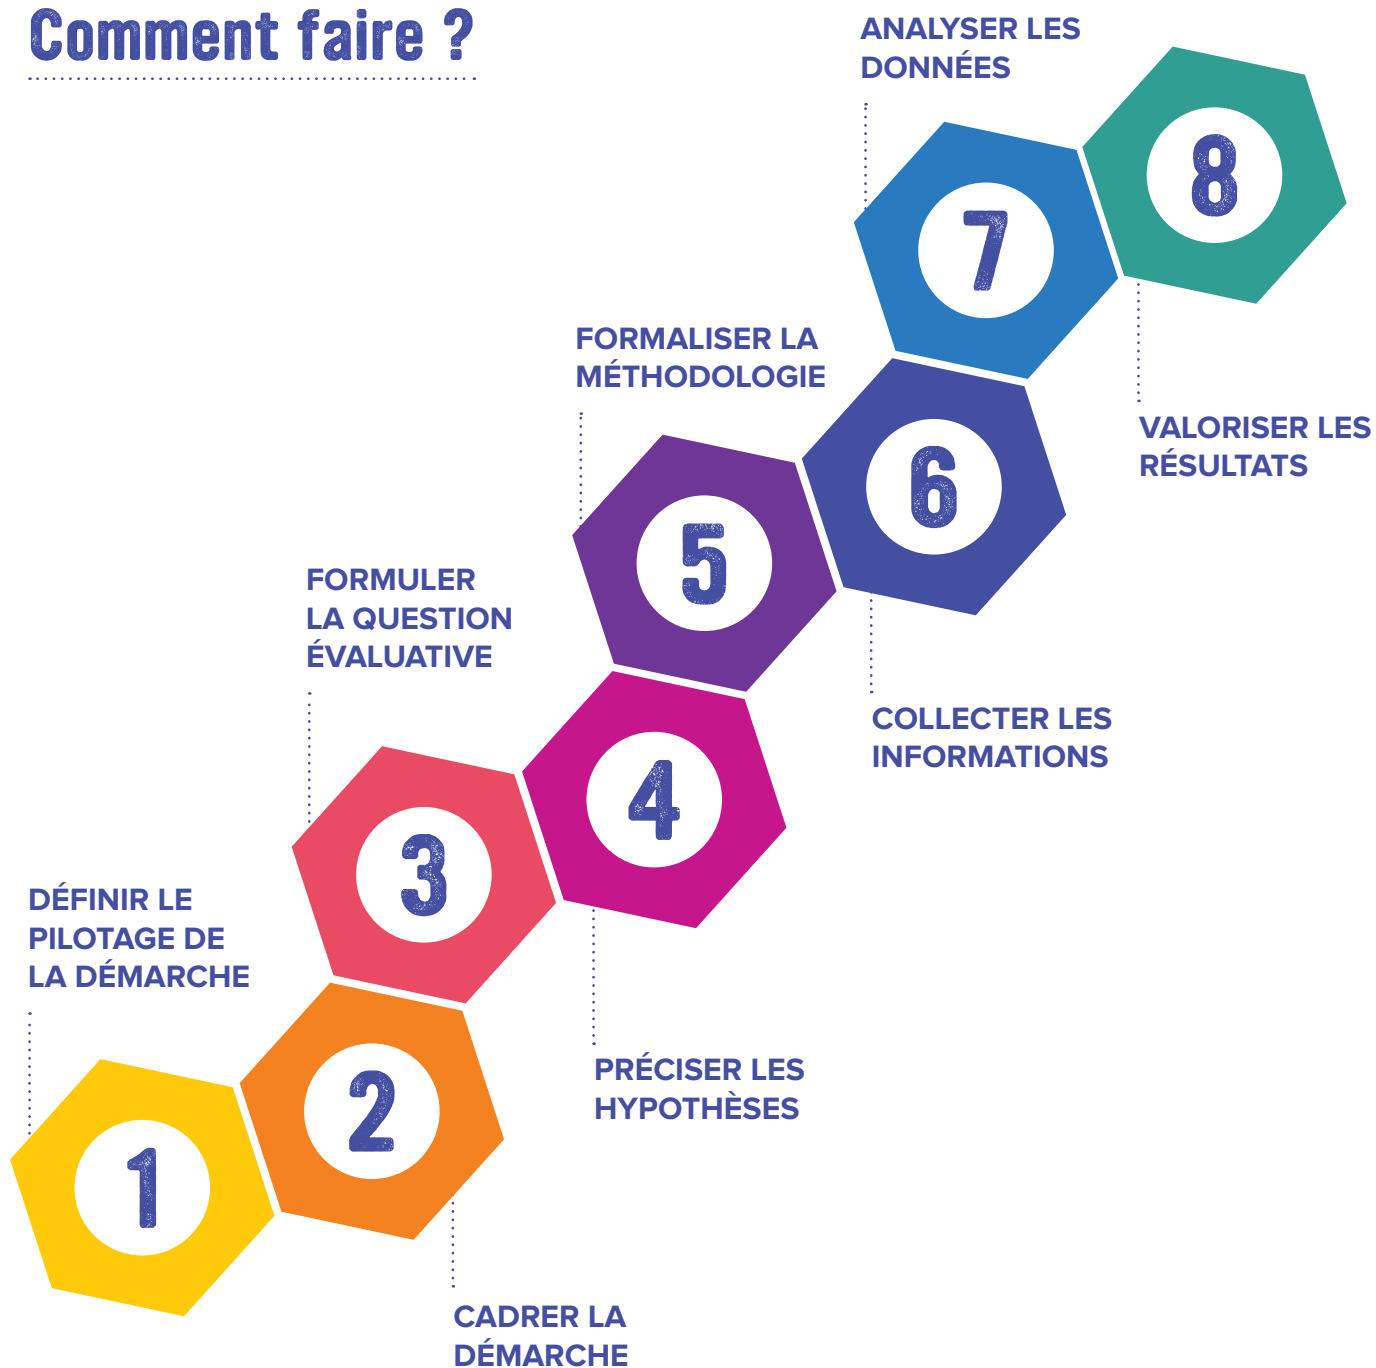 Comment faire ?
1
DÉFINIR LE
PILOTAGE DE
LA DÉMARCHE
2
CADRER LA
DÉMARCHE
3
FORMULER
LA QUESTION
ÉVALUATIVE
4
PRÉCISER LES
HYPOTHÈSES
5
FORMALISER LA
MÉTHODOLOGIE
6
COLLECTER LES
INFORMATIONS
7
ANALYSER LES
DONNÉES
8
VALORISER LES
RÉSULTATS